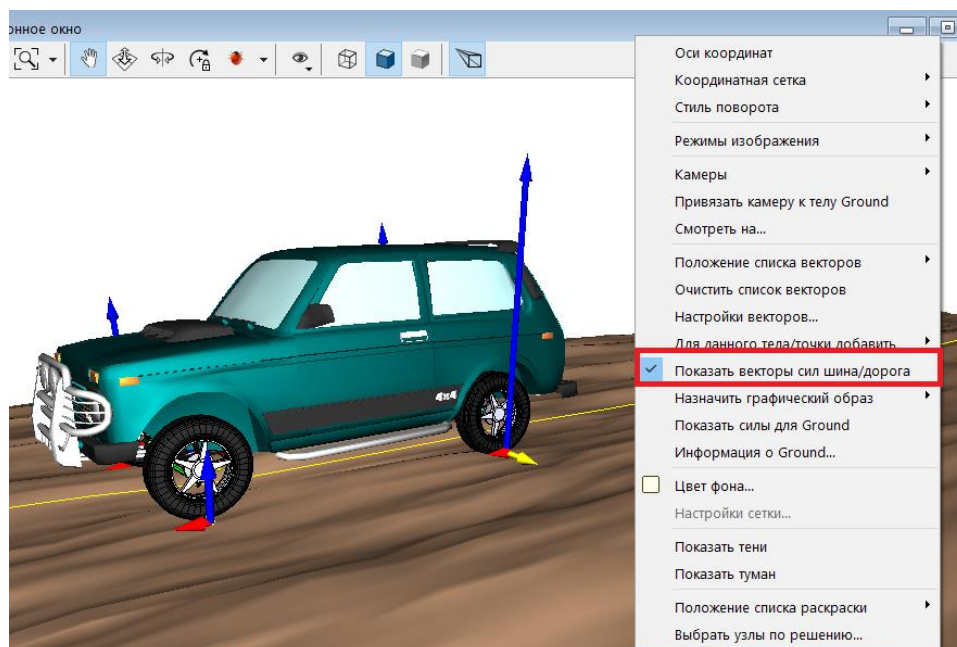 онное окно
Оси координат
Координатная сетка
Стиль поворота
Режимы изображения
Камеры
Привязать камеру к телу Ground
Смотреть на...
Положение списка векторов
Очистить список векторов
Настройки векторов...
Для данного тела/точки добавить
Показать векторы сил шина/дорога
Назначить графический образ
Показать силы для Ground
Информация о Ground...
Цвет фона...
Настройки сетки...
Показать тени
Показать туман
Положение списка раскраски
Выбрать узлы по решению...
4x4